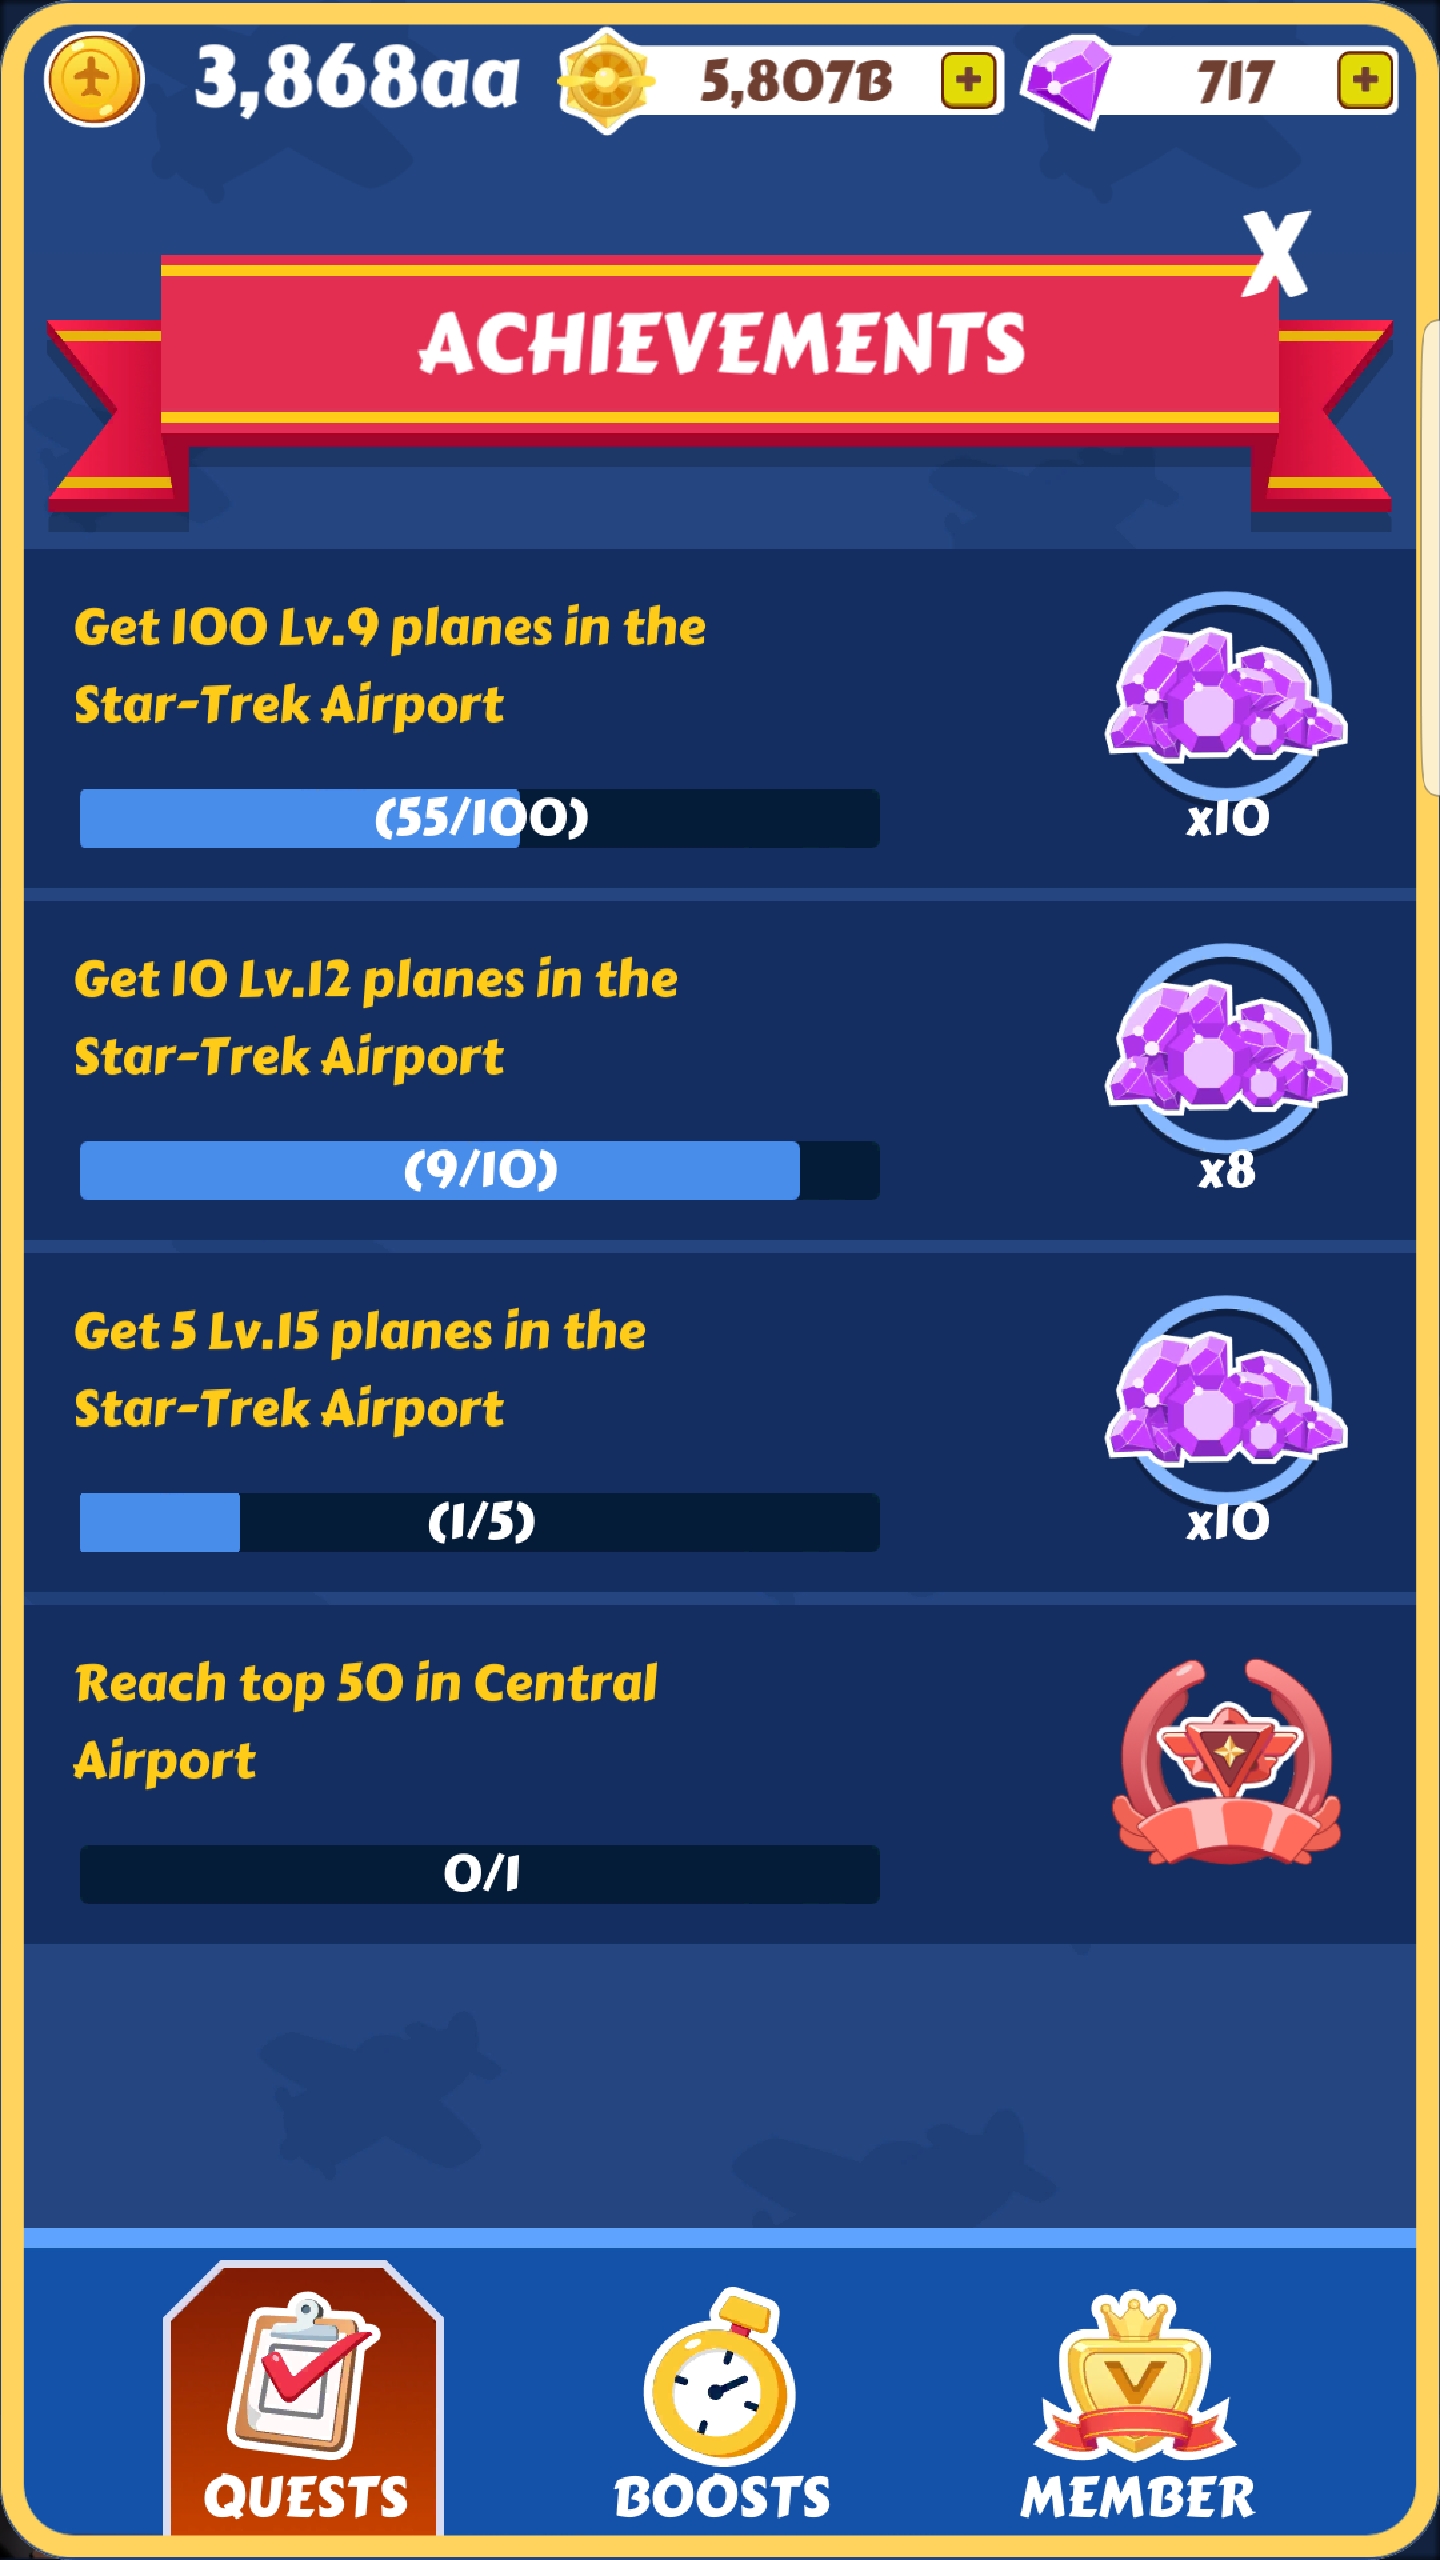 3,868aa
5,807B
717
X
ACHIEVEMENTS
Get 100 Lv.9 planes in the
Star-Trek Airport
(55/100)
x10
Get 10 Lv.12 planes in the
Star-Trek Airport
(9/10)
x8
Get 5 Lv.15 planes in the
Star-Trek Airport
(1/5)
x10
Reach top 50 in Central
Airport
0/1
V
QUESTS
BOOSTS
MEMBER